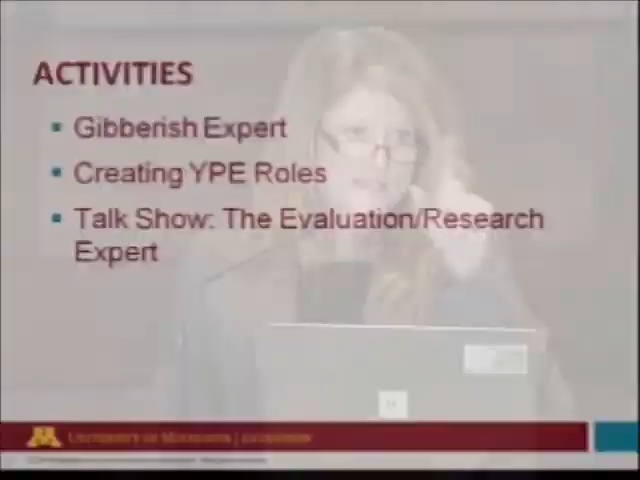 ACTIVITIES
Gibberish Expert
Creating YPE Roles
Talk Show: The Evaluation/Research
Expert
University of Minnesota | Extension